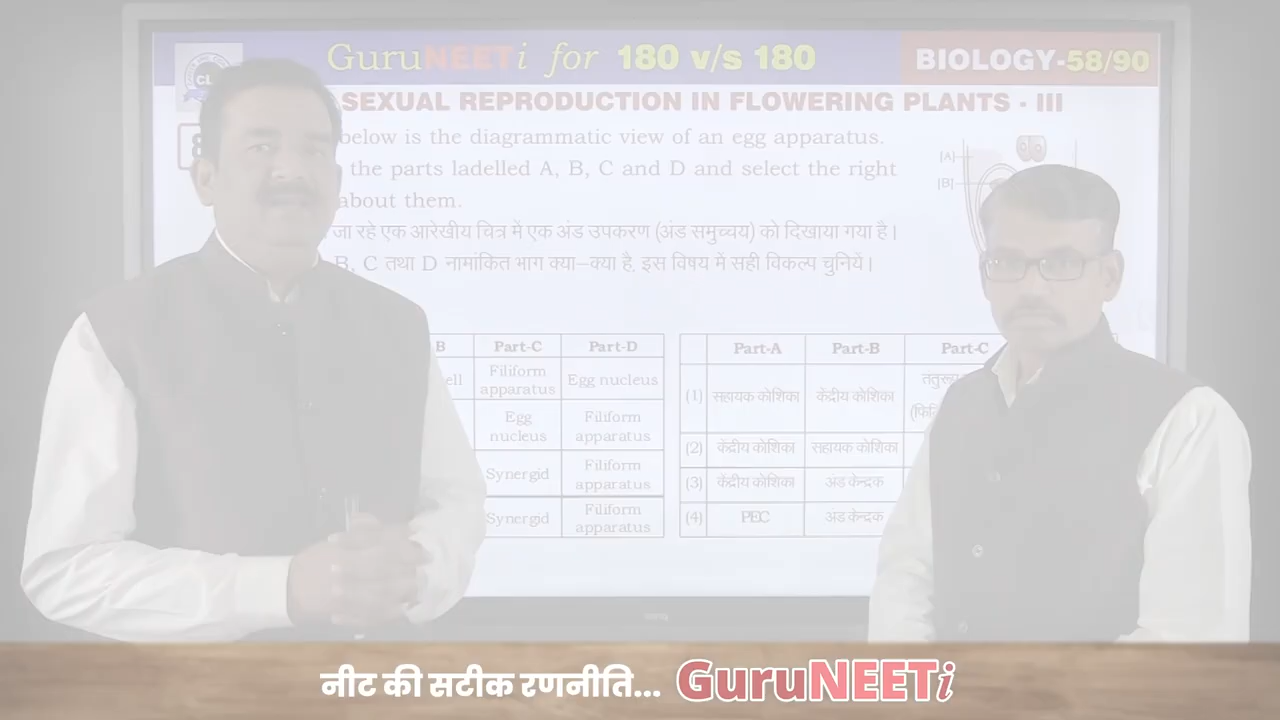 GuruNEETi for 180 v/s 180
BIOLOGY-58/90
CL
SEXUAL REPRODUCTION IN FLOWERING PLANTS - III
8
below is the diagrammatic view of an egg apparatus.
the parts ladelled A, B, C and D and select the right
about them.
[A]
[B]
जा रहे एक आरेखीय चित्र में एक अंड उपकरण (अंड समुच्चय) को दिखाया गया है।
B, C तथा D नामांकित भाग क्या–क्या है, इस विषय में सही विकल्प चुनिये।
B Part-C Part-D
ell Filiform apparatus Egg nucleus
Egg nucleus Filiform apparatus
Synergid Filiform apparatus
Synergid Filiform apparatus
Part-A Part-B Part-C
(1) सहायक कोशिका केंद्रीय कोशिका
(2) केंद्रीय कोशिका सहायक कोशिका
(3) केंद्रीय कोशिका अंड केन्द्रक
(4) PEC अंड केन्द्रक
नीट की सटीक रणनीति... GuruNEETi